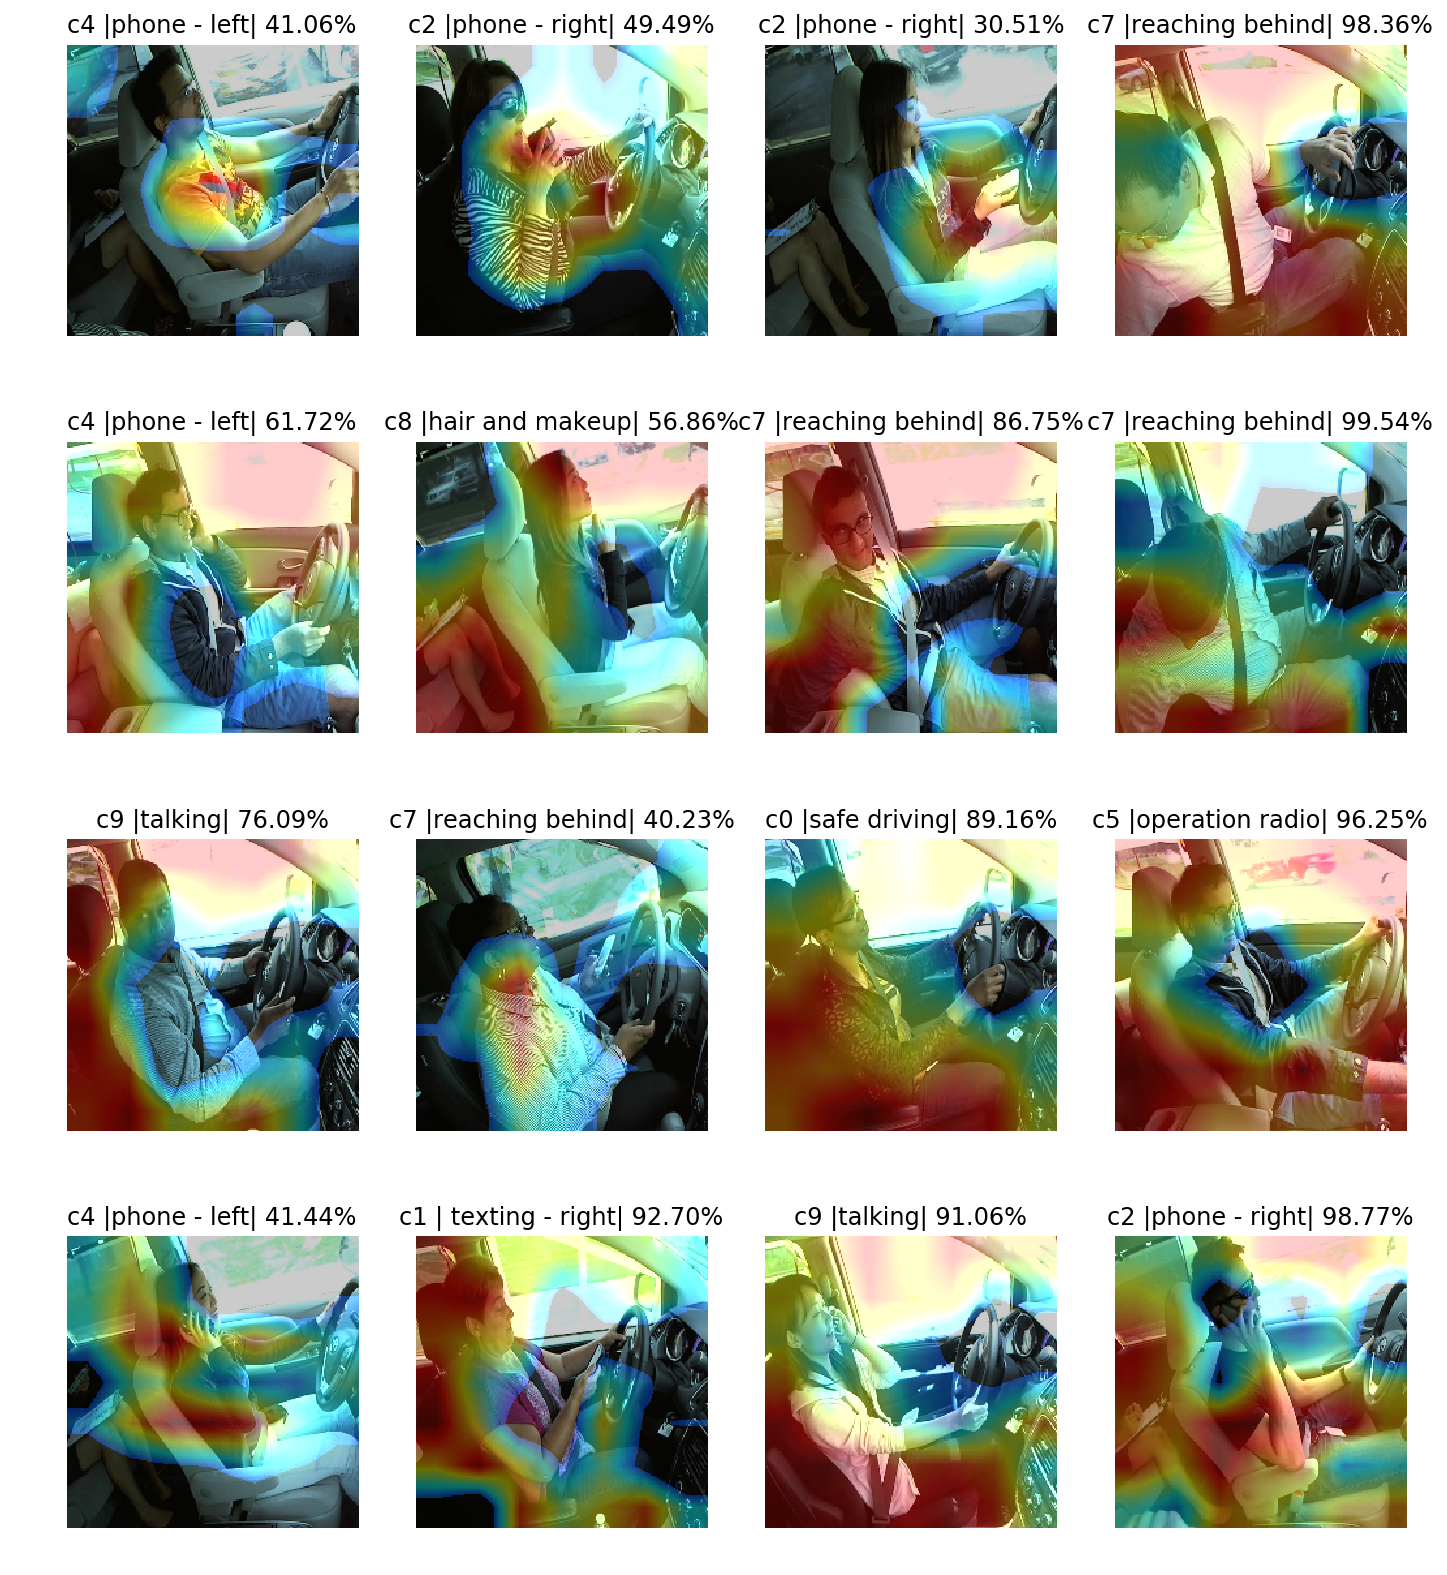 c4 |phone - left| 41.06%
c2 |phone - right| 49.49%
c2 |phone - right| 30.51%
c7 |reaching behind| 98.36%
c4 |phone - left| 61.72%
c8 |hair and makeup| 56.86%
c7 |reaching behind| 86.75%
c7 |reaching behind| 99.54%
c9 |talking| 76.09%
c7 |reaching behind| 40.23%
c0 |safe driving| 89.16%
c5 |operation radio| 96.25%
c4 |phone - left| 41.44%
c1 | texting - right| 92.70%
c9 |talking| 91.06%
c2 |phone - right| 98.77%